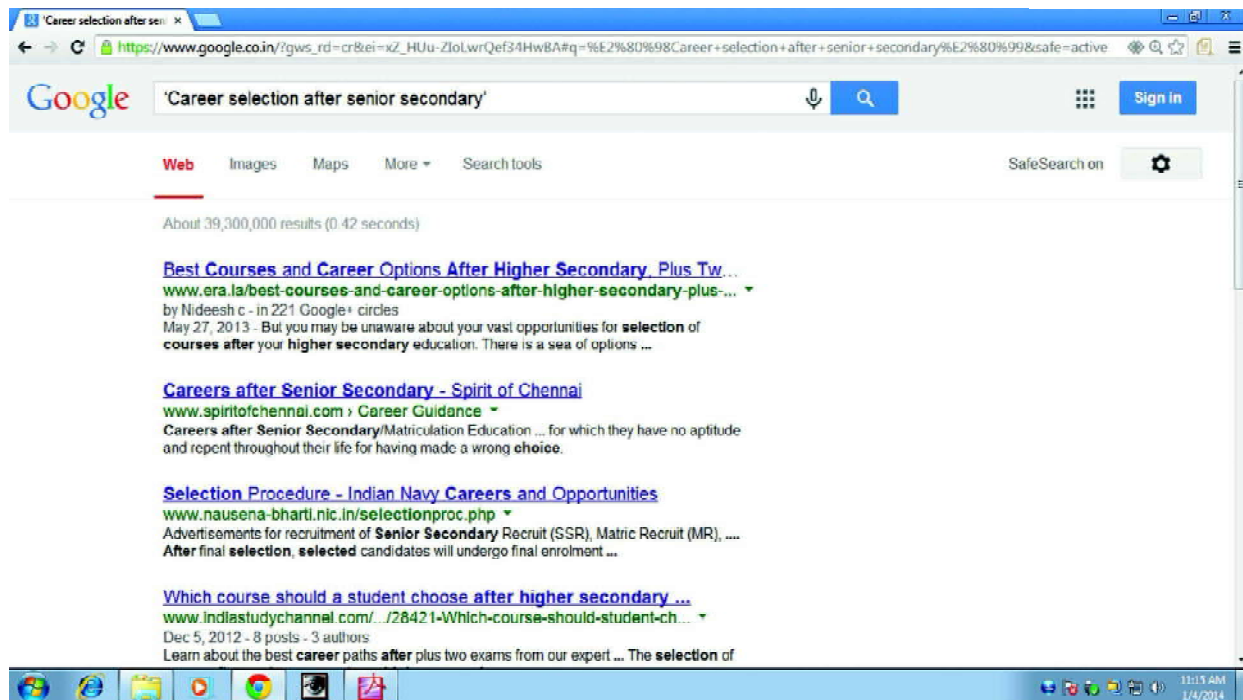 'Career selection after sen
https://www.google.co.in/?gws_rd=cr&ei=xZ_HUu-ZIoLwrQef34HwBA#q=%E2%80%98Career+selection+after+senior+secondary%E2%80%99&safe=active
Google 'Career selection after senior secondary' Sign in
Web Images Maps More Search tools SafeSearch on
About 39,300,000 results (0.42 seconds)
Best Courses and Career Options After Higher Secondary, Plus Tw...
www.era.la/best-courses-and-career-options-after-higher-secondary-plus-...
by Nideesh c - in 221 Google+ circles
May 27, 2013 - But you may be unaware about your vast opportunities for selection of
courses after your higher secondary education. There is a sea of options ...
Careers after Senior Secondary - Spirit of Chennai
www.spiritofchennai.com › Career Guidance
Careers after Senior Secondary/Matriculation Education ... for which they have no aptitude
and repent throughout their life for having made a wrong choice.
Selection Procedure - Indian Navy Careers and Opportunities
www.nausena-bharti.nic.in/selectionproc.php
Advertisements for recruitment of Senior Secondary Recruit (SSR), Matric Recruit (MR), ....
After final selection, selected candidates will undergo final enrolment ...
Which course should a student choose after higher secondary ...
www.indiastudychannel.com/.../28421-Which-course-should-student-ch...
Dec 5, 2012 - 8 posts - 3 authors
Learn about the best career paths after plus two exams from our expert ... The selection of
11:15 AM
1/4/2014